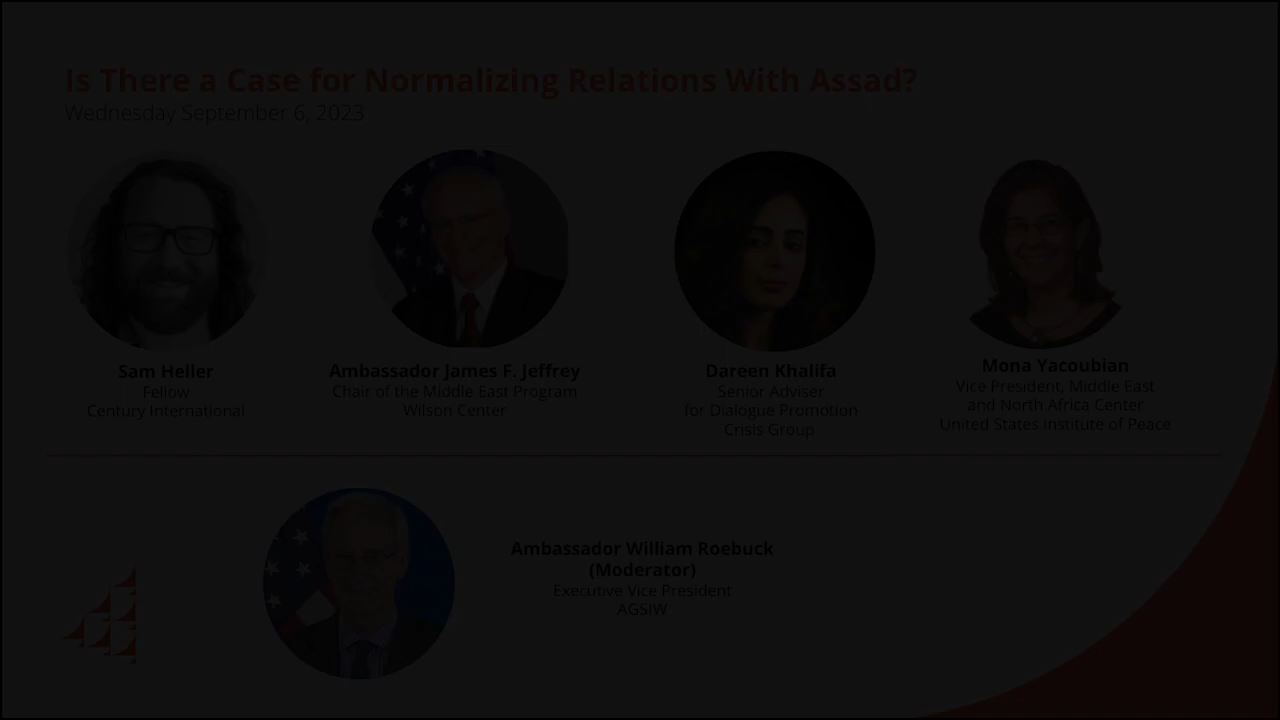 Is There a Case for Normalizing Relations With Assad?
Wednesday September 6, 2023
Sam Heller
Fellow
Century International
Ambassador James F. Jeffrey
Chair of the Middle East Program
Wilson Center
Dareen Khalifa
Senior Adviser
for Dialogue Promotion
Crisis Group
Mona Yacoubian
Vice President, Middle East
and North Africa Center
United States Institute of Peace
Ambassador William Roebuck
(Moderator)
Executive Vice President
AGSIW